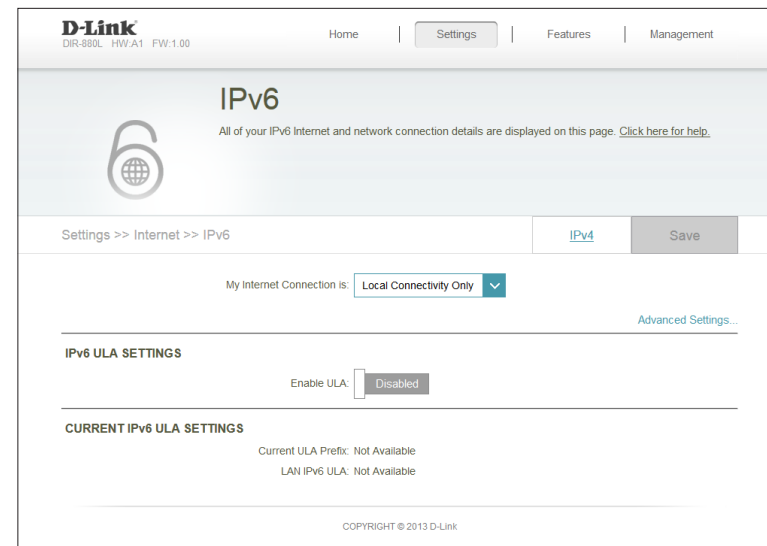 D-Link
DIR-880L HW:A1 FW:1.00
Home
Settings
Features
Management
IPv6
All of your IPv6 Internet and network connection details are displayed on this page. Click here for help.
Settings >> Internet >> IPv6
IPv4
Save
My Internet Connection is: Local Connectivity Only
Advanced Settings...
IPv6 ULA SETTINGS
Enable ULA: Disabled
CURRENT IPv6 ULA SETTINGS
Current ULA Prefix: Not Available
LAN IPv6 ULA: Not Available
COPYRIGHT © 2013 D-Link